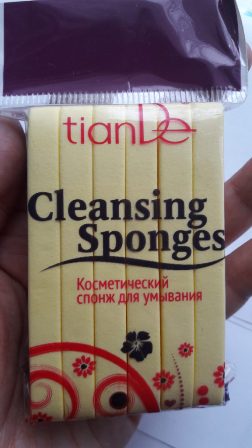 tianDe
Cleansing
Sponges
Косметический
спонж для умывания